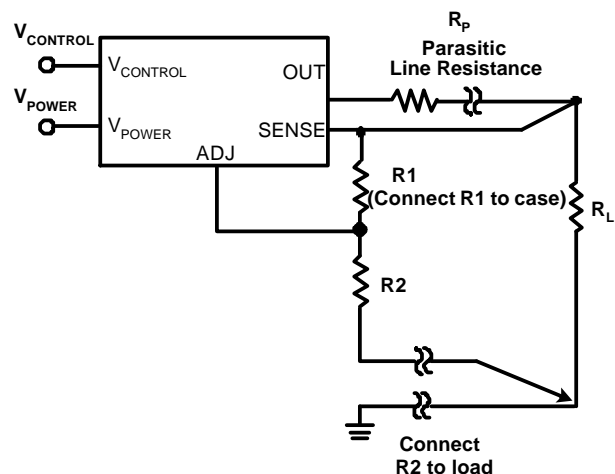 R_P
Parasitic
Line Resistance
V_CONTROL
V_CONTROL
OUT
V_POWER
V_POWER
SENSE
ADJ
R1
(Connect R1 to case)
R_L
R2
Connect
R2 to load